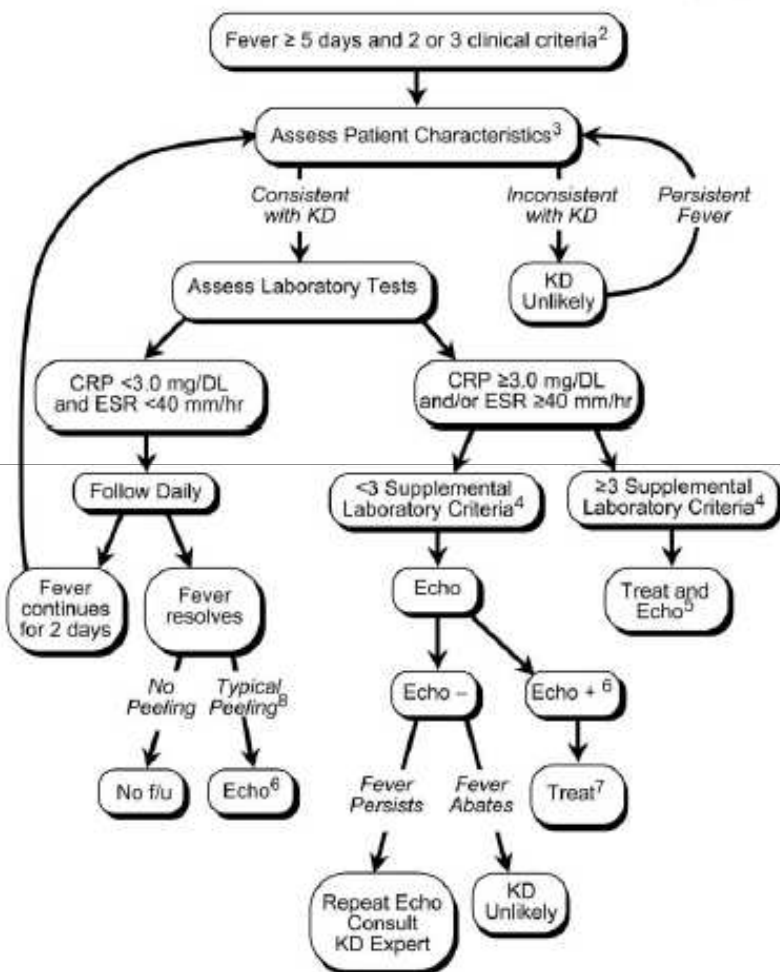 Fever ≥ 5 days and 2 or 3 clinical criteria2
Assess Patient Characteristics3
Consistent
with KD
Inconsistent
with KD
Persistent
Fever
Assess Laboratory Tests
KD
Unlikely
CRP <3.0 mg/DL
and ESR <40 mm/hr
CRP ≥3.0 mg/DL
and/or ESR ≥40 mm/hr
Follow Daily
<3 Supplemental
Laboratory Criteria4
≥3 Supplemental
Laboratory Criteria4
Fever
continues
for 2 days
Fever
resolves
Echo
Treat and
Echo5
No
Peeling
Typical
Peeling8
Echo –
Echo + 6
No f/u
Echo6
Fever
Persists
Fever
Abates
Treat7
Repeat Echo
Consult
KD Expert
KD
Unlikely